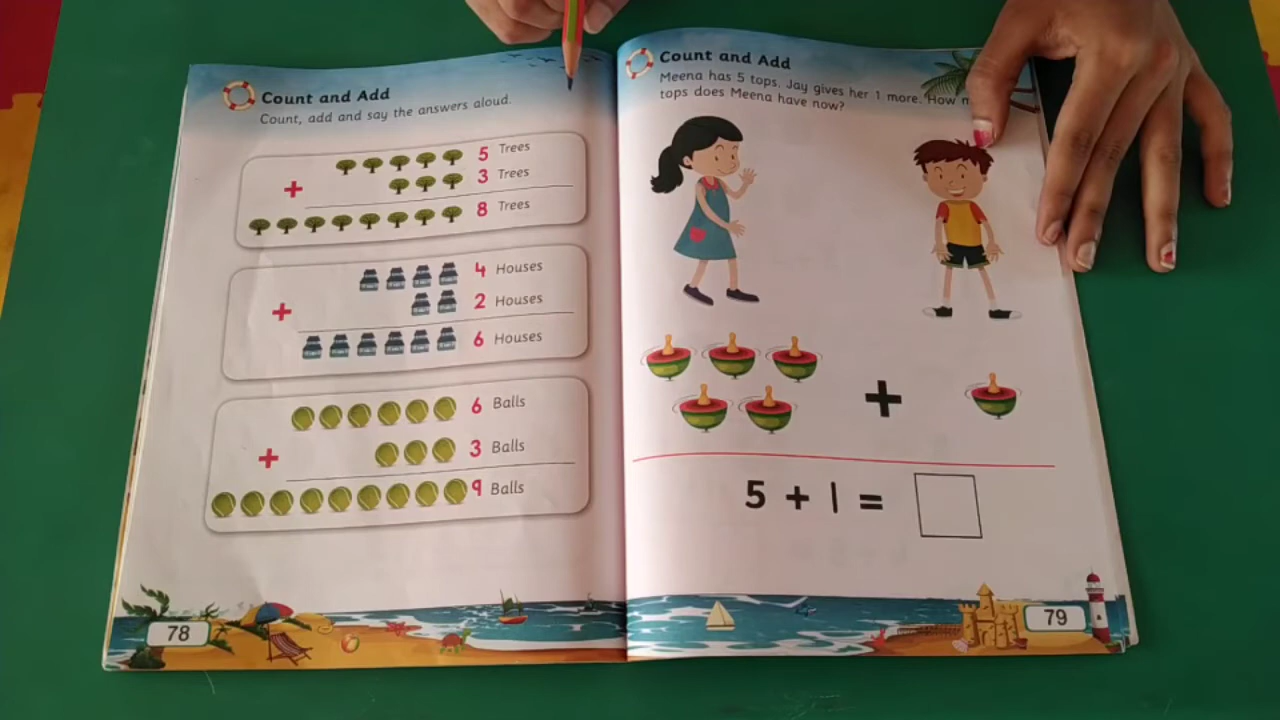 Count and Add
Count, add and say the answers aloud.
5 Trees
+ 3 Trees
8 Trees
4 Houses
+ 2 Houses
6 Houses
6 Balls
+ 3 Balls
9 Balls
78
Count and Add
Meena has 5 tops, Jay gives her 1 more. How
tops does Meena have now?
+
5 + 1 =
79